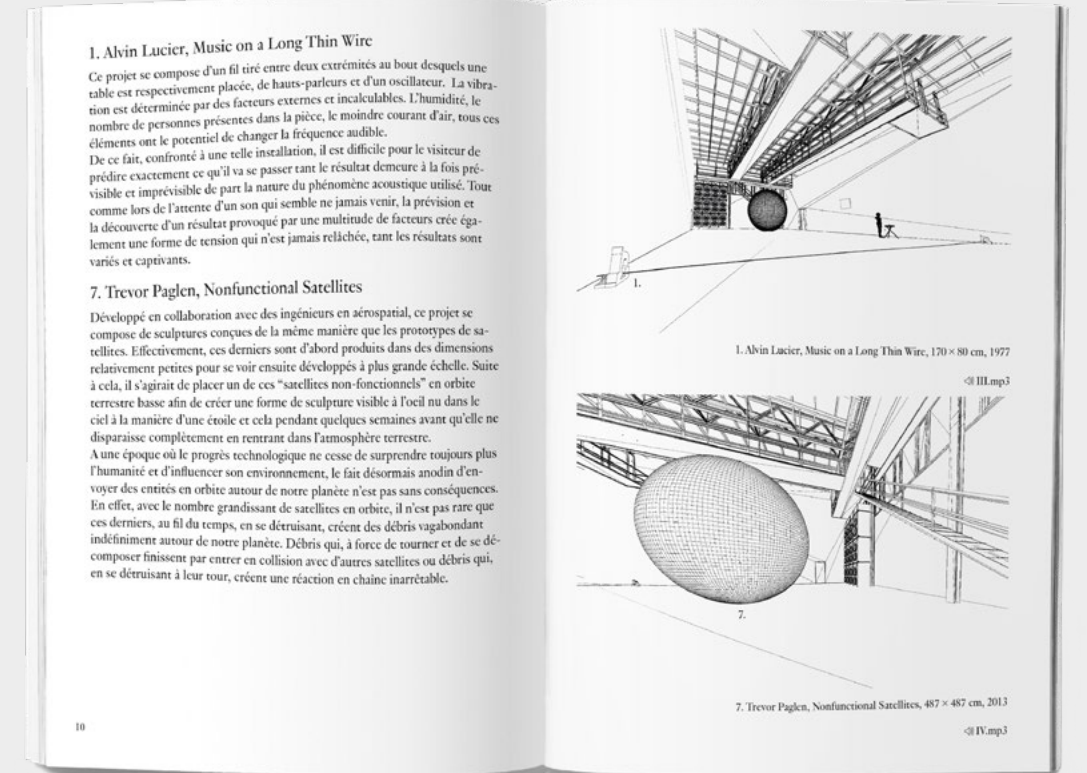 1. Alvin Lucier, Music on a Long Thin Wire
Ce projet se compose d'un fil tiré entre deux extrémités au bout desquels une
table est respectivement placée, de hauts-parleurs et d'un oscillateur. La vibra-
tion est déterminée par des facteurs externes et incalculables. L'humidité, le
nombre de personnes présentes dans la pièce, le moindre courant d'air, tous ces
éléments ont le potentiel de changer la fréquence audible.
De ce fait, confronté à une telle installation, il est difficile pour le visiteur de
prédire exactement ce qu'il va se passer tant le résultat demeure à la fois pré-
visible et imprévisible de part la nature du phénomène acoustique utilisé. Tout
comme lors de l'attente d'un son qui semble ne jamais venir, la prévision et
la découverte d'un résultat provoqué par une multitude de facteurs crée éga-
lement une forme de tension qui n'est jamais relâchée, tant les résultats sont
variés et captivants.
7. Trevor Paglen, Nonfunctional Satellites
Développé en collaboration avec des ingénieurs en aérospatial, ce projet se
compose de sculptures conçues de la même manière que les prototypes de sa-
tellites. Effectivement, ces derniers sont d'abord produits dans des dimensions
relativement petites pour se voir ensuite développés à plus grande échelle. Suite
à cela, il s'agirait de placer un de ces "satellites non-fonctionnels" en orbite
terrestre basse afin de créer une forme de sculpture visible à l'oeil nu dans le
ciel à la manière d'une étoile et cela pendant quelques semaines avant qu'elle ne
disparaisse complètement en rentrant dans l'atmosphère terrestre.
A une époque où le progrès technologique ne cesse de surprendre toujours plus
l'humanité et d'influencer son environnement, le fait désormais anodin d'en-
voyer des entités en orbite autour de notre planète n'est pas sans conséquences.
En effet, avec le nombre grandissant de satellites en orbite, il n'est pas rare que
ces derniers, au fil du temps, en se détruisant, créent des débris vagabondant
indéfiniment autour de notre planète. Débris qui, à force de tourner et de se dé-
composer finissent par entrer en collision avec d'autres satellites ou débris qui,
en se détruisant à leur tour, créent une réaction en chaine inarrêtable.
10
1.
1. Alvin Lucier, Music on a Long Thin Wire, 170 × 80 cm, 1977
III.mp3
7.
7. Trevor Paglen, Nonfunctional Satellites, 487 × 487 cm, 2013
IV.mp3